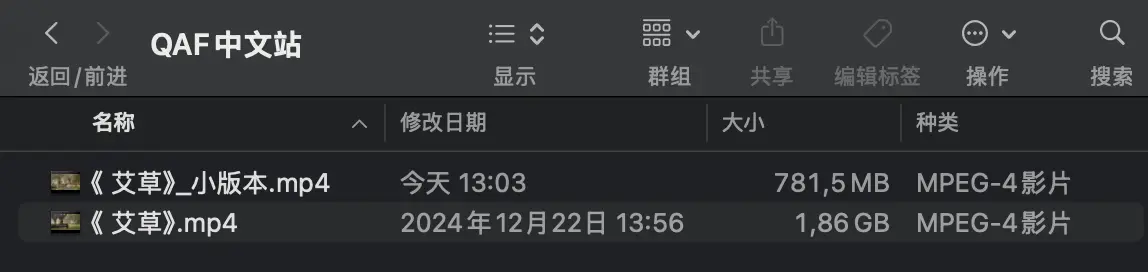 QAF中文站
返回/前进 显示 群组 共享 编辑标签 操作 搜索
名称 修改日期 大小 种类
《 艾草》_小版本.mp4 今天 13:03 781,5 MB MPEG-4影片
《 艾草》.mp4 2024年12月22日 13:56 1,86 GB MPEG-4影片